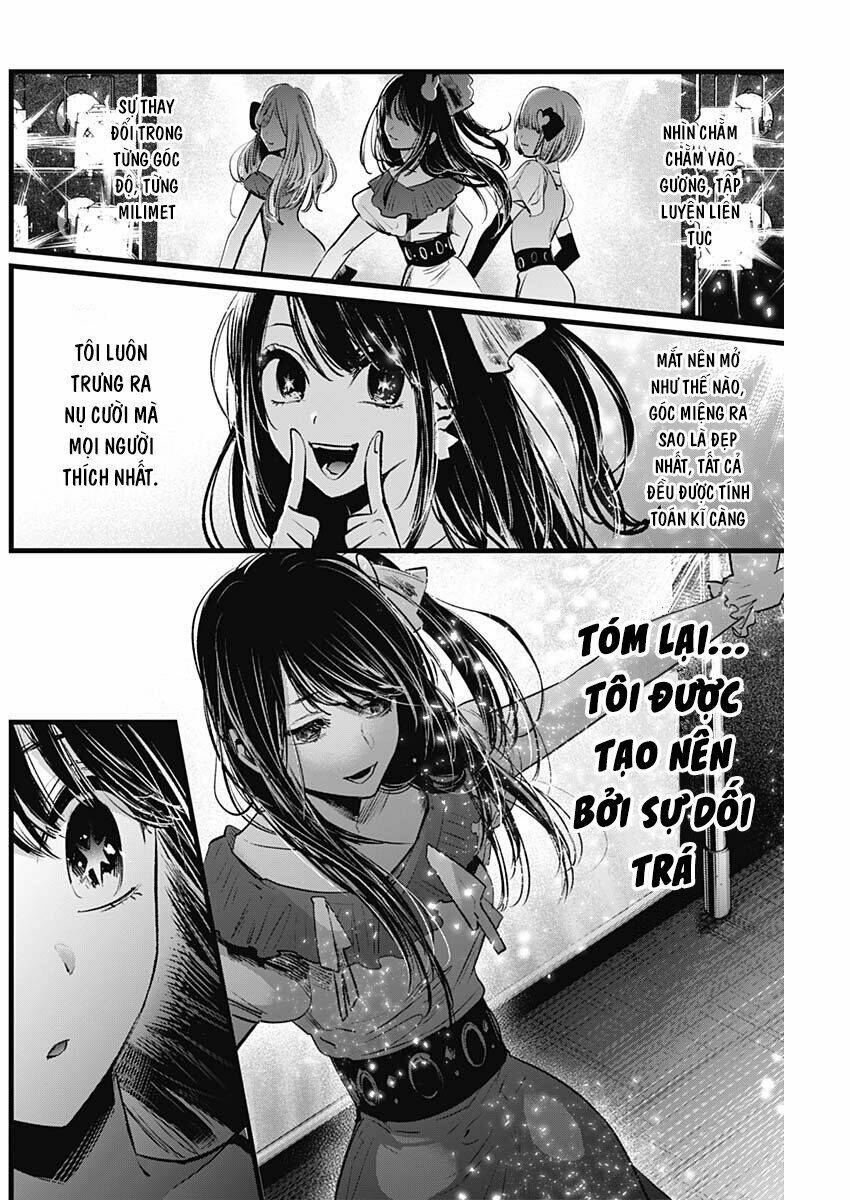 NHÌN CHẰM
CHẰM VÀO
GƯƠNG, TẬP
LUYỆN LIÊN
TỤC
SỰ THAY
ĐỔI TRONG
TỪNG GÓC
ĐỘ, TỪNG
MILIMET
MẮT NÊN MỞ
NHƯ THẾ NÀO,
GÓC MIỆNG RA
SAO LÀ ĐẸP
NHẤT, TẤT CẢ
ĐỀU ĐƯỢC TÍNH
TOÁN KĨ CÀNG
TÔI LUÔN
TRƯNG RA
NỤ CƯỜI MÀ
MỌI NGƯỜI
THÍCH NHẤT.
TÓM LẠI...
TÔI ĐƯỢC
TẠO NÊN
BỞI SỰ DỐI
TRÁ